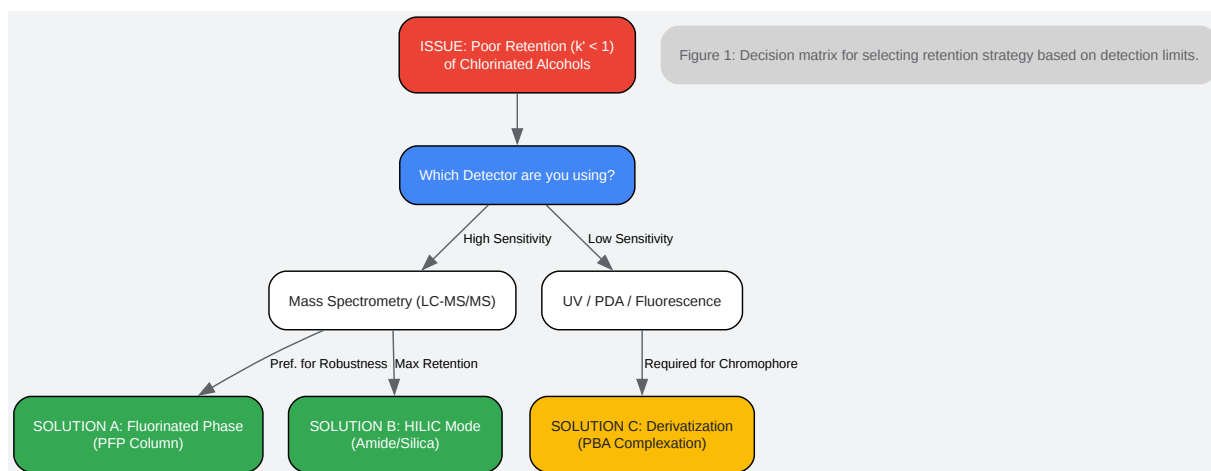 ISSUE: Poor Retention (k' < 1)
of Chlorinated Alcohols
Figure 1: Decision matrix for selecting retention strategy based on detection limits.
Which Detector are you using?
High Sensitivity
Low Sensitivity
Mass Spectrometry (LC-MS/MS)
UV / PDA / Fluorescence
Pref. for Robustness
Max Retention
Required for Chromophore
SOLUTION A: Fluorinated Phase
(PFP Column)
SOLUTION B: HILIC Mode
(Amide/Silica)
SOLUTION C: Derivatization
(PBA Complexation)